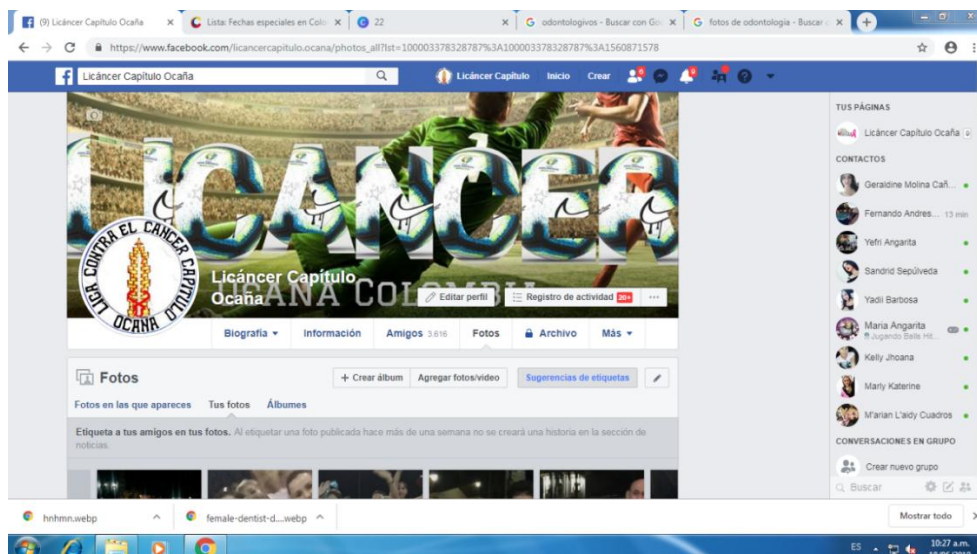 (9) Licáncer Capítulo Ocaña
Lista: Fechas especiales en Colo
22
odontologivos - Buscar con Go
fotos de odontologia - Buscar
https://www.facebook.com/licancercapitulo.ocana/photos_all?lst=100003378328787%3A100003378328787%3A1560871578
Licáncer Capítulo Ocaña
Licáncer Capítulo
Inicio
Crear
LICÁNCER
LIGA CONTRA EL CANCER CAPITULO OCAÑA
Licáncer Capítulo
Ocaña
COLOMBIA
Editar perfil
Registro de actividad 20+
Biografía
Información
Amigos 3.616
Fotos
Archivo
Más
Fotos
+ Crear álbum
Agregar fotos/video
Sugerencias de etiquetas
Fotos en las que apareces
Tus fotos
Álbumes
Etiqueta a tus amigos en tus fotos. Al etiquetar una foto publicada hace más de una semana no se creará una historia en la sección de
noticias.
TUS PÁGINAS
Licáncer Capítulo Ocaña
CONTACTOS
Geraldine Molina Cañ...
Fernando Andres... 13 min
Yefri Angarita
Sandrid Sepúlveda
Yadii Barbosa
Maria Angarita
Jugando Balls Hit...
Kelly Jhoana
Marly Katerine
M'arian L'aidy Cuadros
CONVERSACIONES EN GRUPO
Crear nuevo grupo
Buscar
hnhmn.webp
female-dentist-d....webp
Mostrar todo
ES
10:27 a.m.